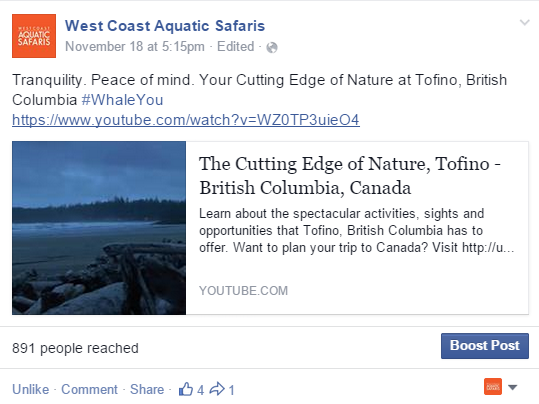 WEST COAST
AQUATIC
SAFARIS
West Coast Aquatic Safaris
November 18 at 5:15pm · Edited ·
Tranquility. Peace of mind. Your Cutting Edge of Nature at Tofino, British
Columbia #WhaleYou
https://www.youtube.com/watch?v=WZ0TP3uieO4
The Cutting Edge of Nature, Tofino -
British Columbia, Canada
Learn about the spectacular activities, sights and
opportunities that Tofino, British Columbia has to
offer. Want to plan your trip to Canada? Visit http://u...
YOUTUBE.COM
891 people reached
Boost Post
Unlike · Comment · Share · 4 1